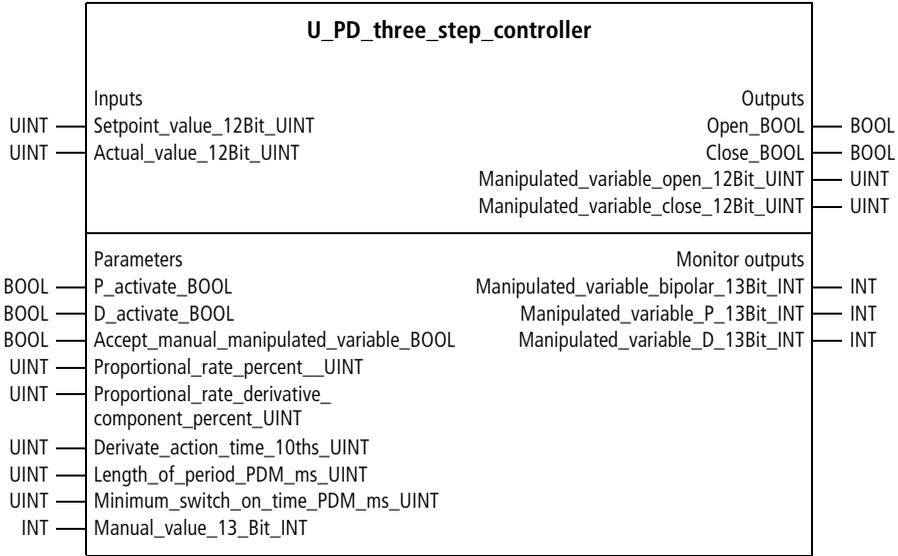 U_PD_three_step_controller
Inputs Outputs
UINT Setpoint_value_12Bit_UINT Open_BOOL BOOL
UINT Actual_value_12Bit_UINT Close_BOOL BOOL
Manipulated_variable_open_12Bit_UINT UINT
Manipulated_variable_close_12Bit_UINT UINT
Parameters Monitor outputs
BOOL P_activate_BOOL Manipulated_variable_bipolar_13Bit_INT INT
BOOL D_activate_BOOL Manipulated_variable_P_13Bit_INT INT
BOOL Accept_manual_manipulated_variable_BOOL Manipulated_variable_D_13Bit_INT INT
UINT Proportional_rate_percent__UINT
UINT Proportional_rate_derivative_
component_percent_UINT
UINT Derivate_action_time_10ths_UINT
UINT Length_of_period_PDM_ms_UINT
UINT Minimum_switch_on_time_PDM_ms_UINT
INT Manual_value_13_Bit_INT